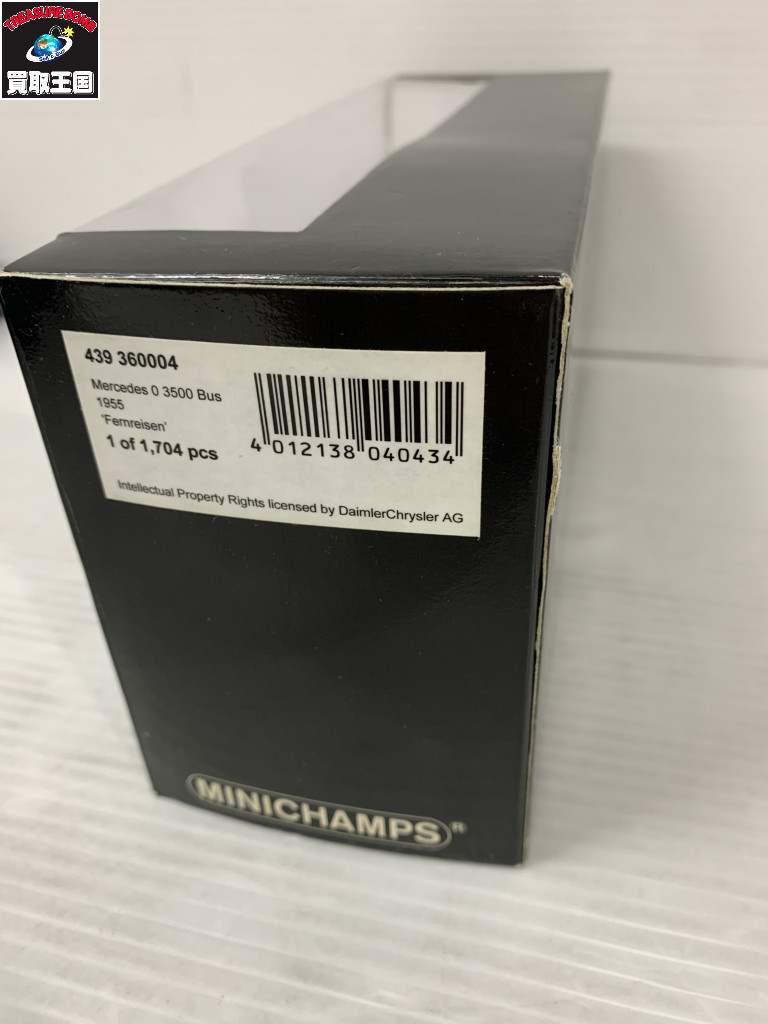 TREASURE BOMB
買取王国
439 360004
Mercedes 0 3500 Bus
1955
'Fernreisen'
1 of 1,704 pcs
4 012138 040434
Intellectual Property Rights licensed by DaimlerChrysler AG
MINICHAMPS®